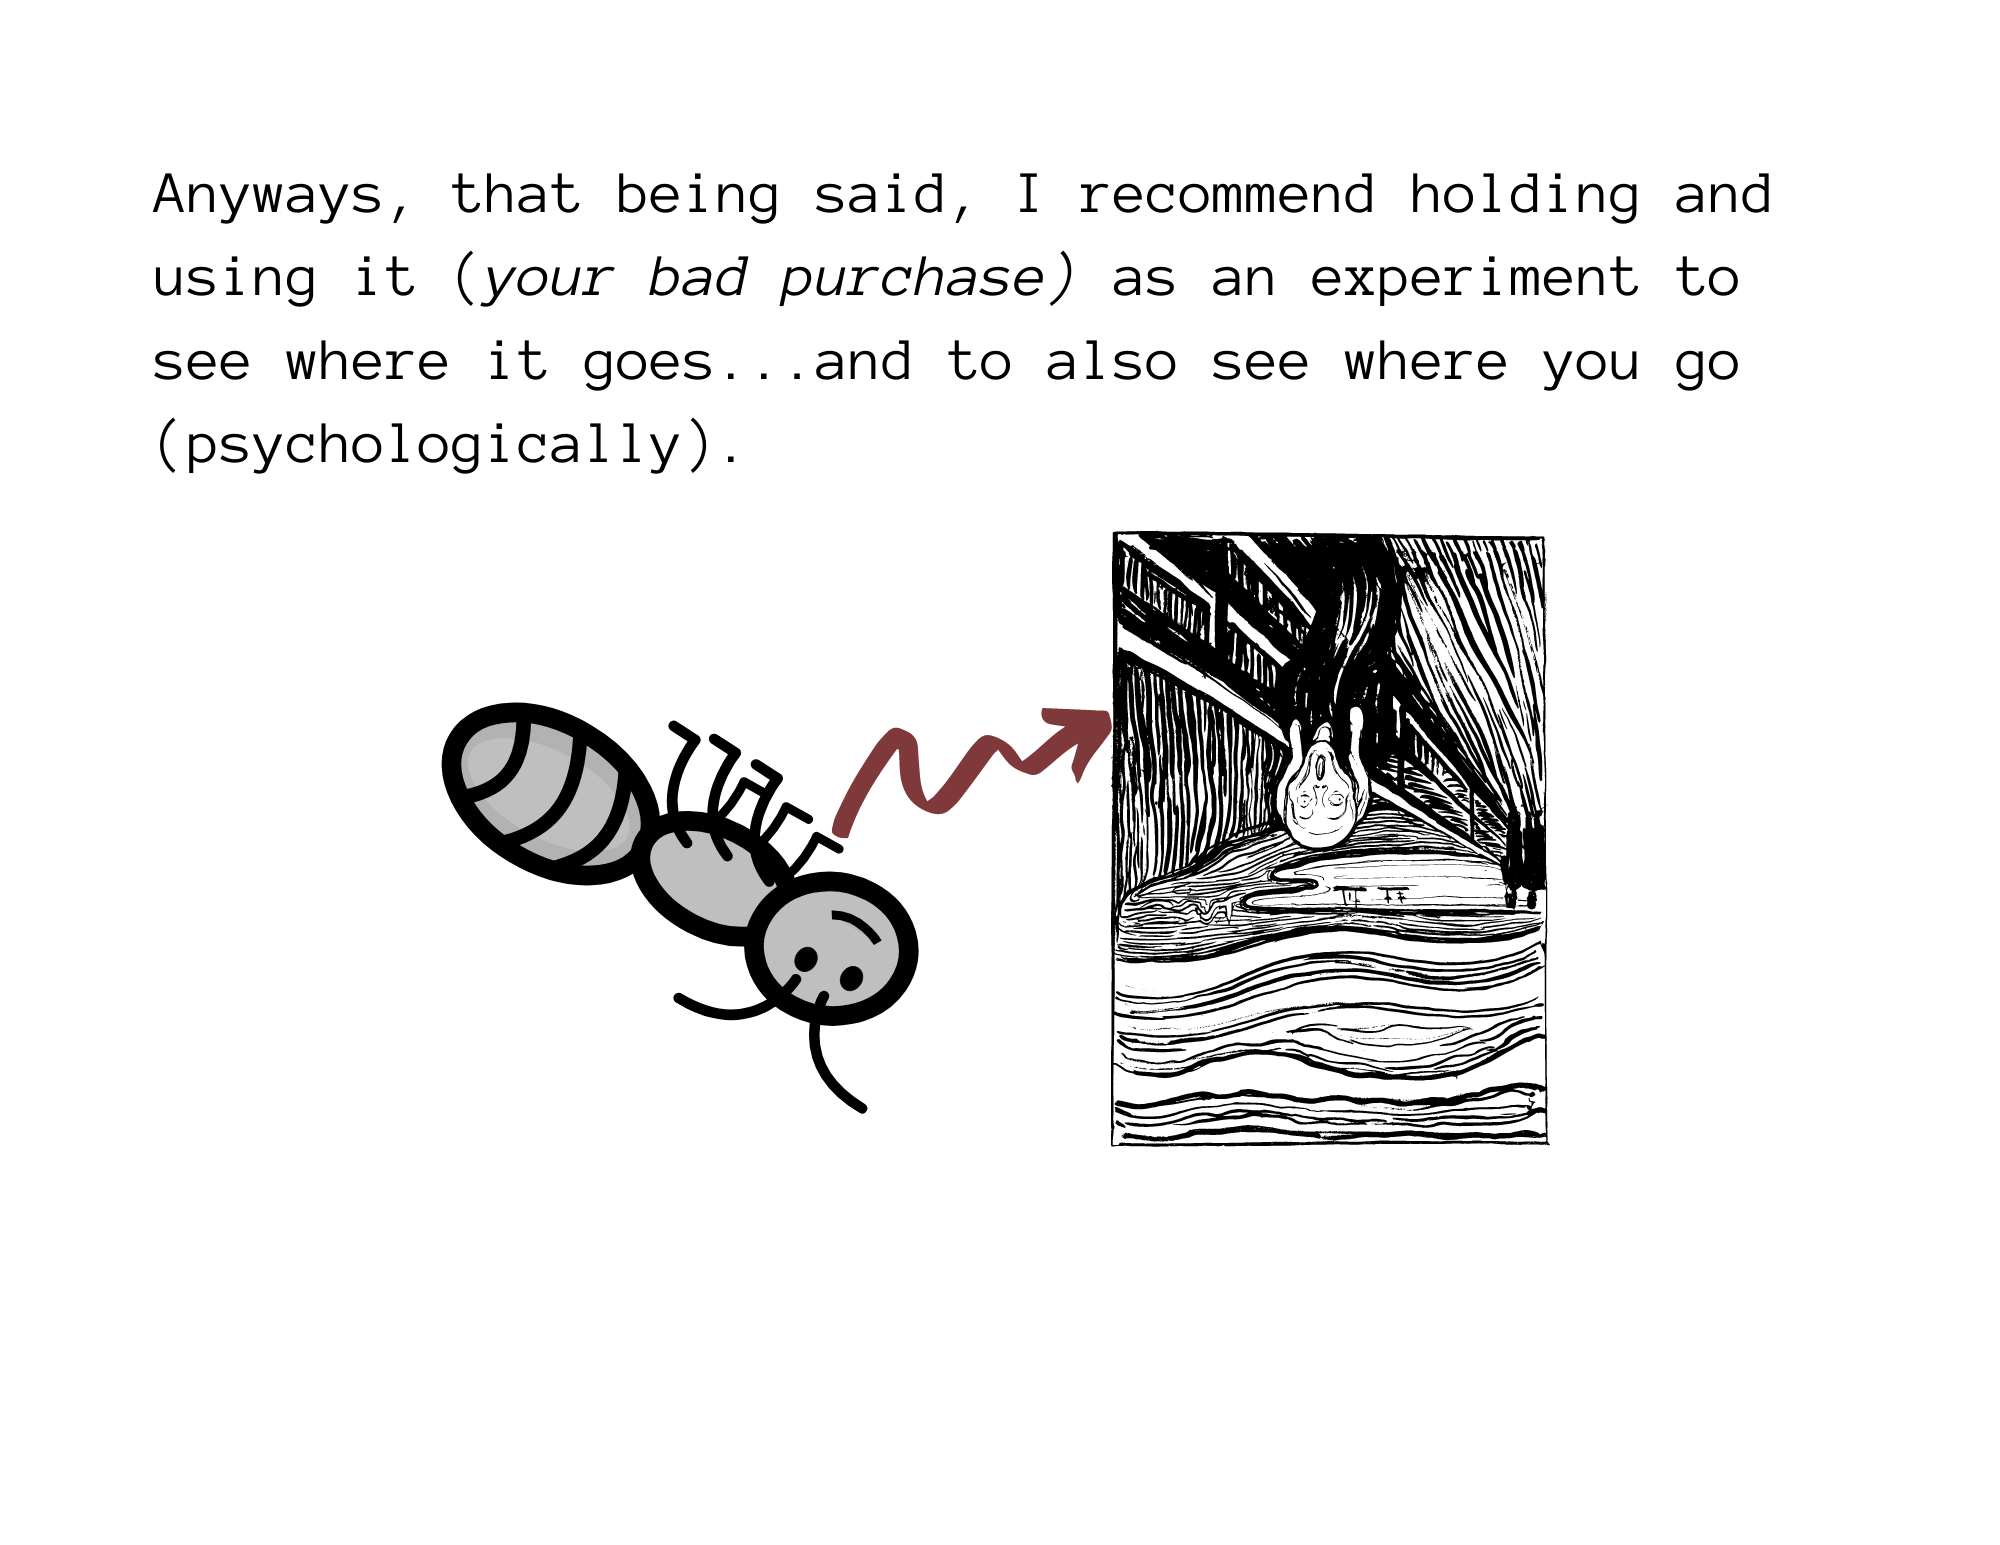 Anyways, that being said, I recommend holding and
using it (your bad purchase) as an experiment to
see where it goes...and to also see where you go
(psychologically).